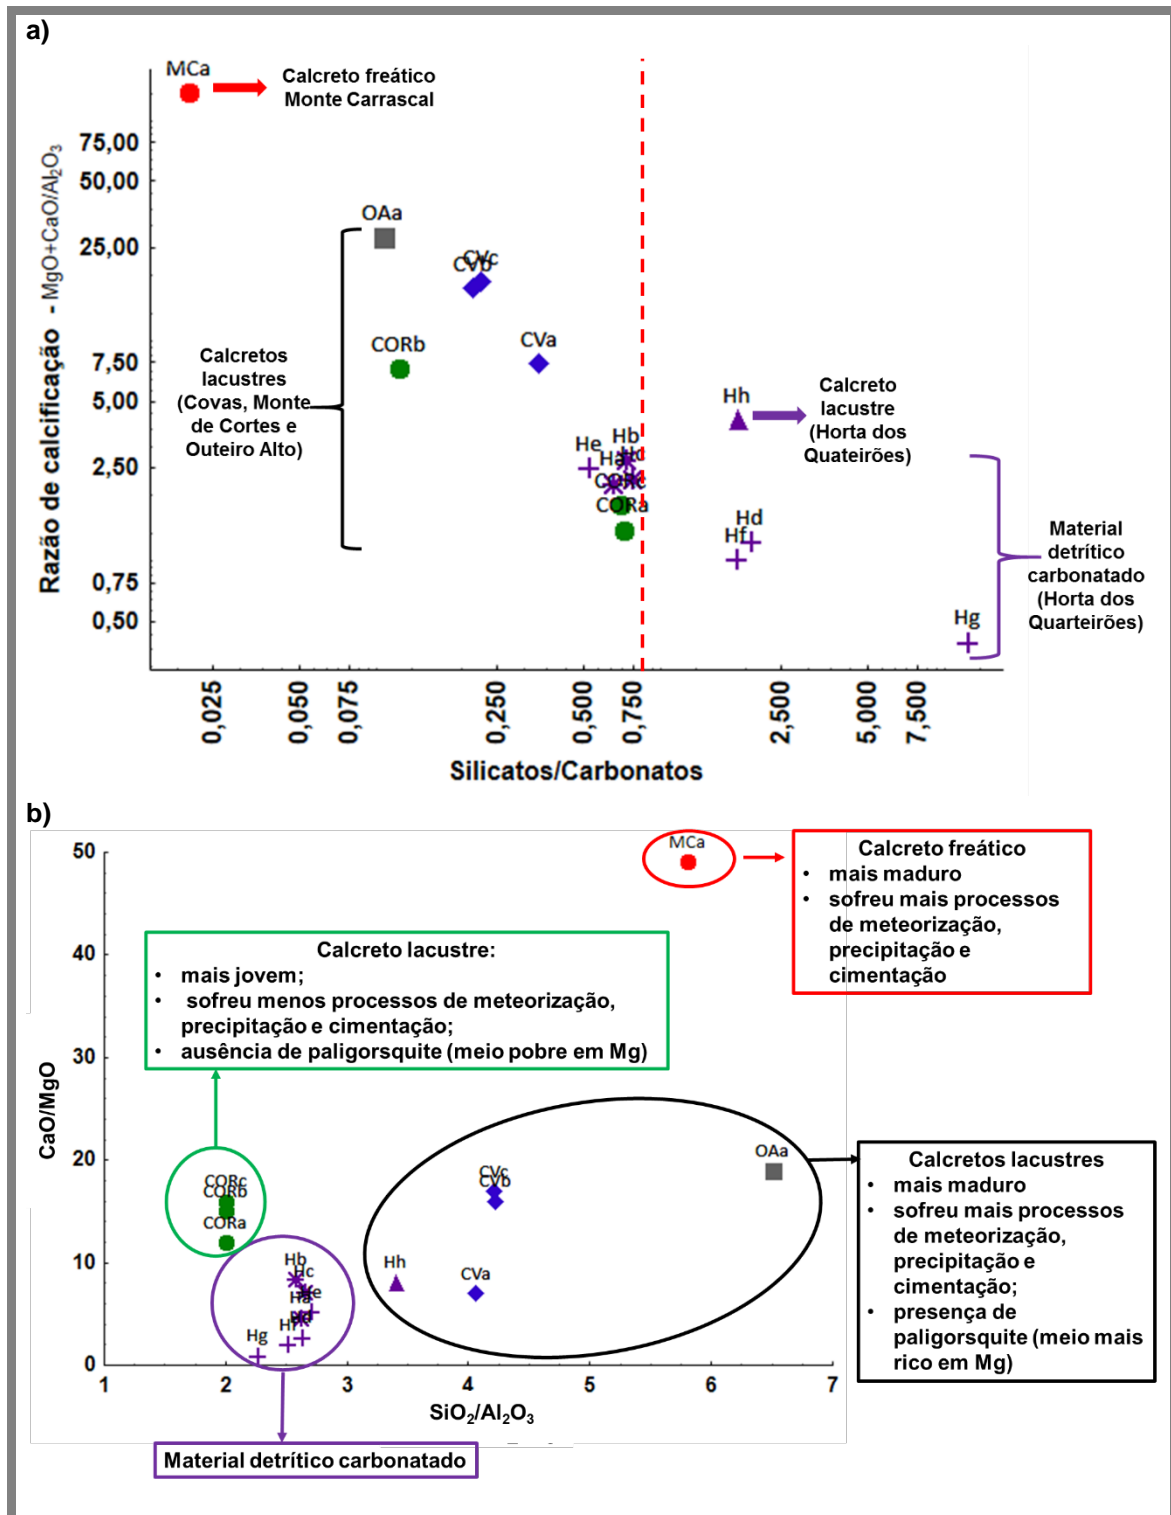 a)
MCa
Calcreto freático
Monte Carrascal
Razão de calcificação - MgO+CaO/Al₂O₃
75,00
50,00
25,00
7,50
5,00
2,50
0,75
0,50
OAa
CVc
CVb
CORb
CVa
Calcretos
lacustres
(Covas, Monte
de Cortes e
Outeiro Alto)
Hh
Calcreto
lacustre
(Horta dos
Quateirões)
He
Hb
Ha
Hc
CORc
CORa
Hd
Hf
Hg
Material
detrítico
carbonatado
(Horta dos
Quarteirões)
0,025
0,050
0,075
0,250
0,500
0,750
2,500
5,000
7,500
Silicatos/Carbonatos
b)
CaO/MgO
50
40
30
20
10
0
MCa
Calcreto freático
• mais maduro
• sofreu mais processos
de meteorização,
precipitação e
cimentação
Calcreto lacustre:
• mais jovem;
• sofreu menos processos de meteorização,
precipitação e cimentação;
• ausência de paligorsquite (meio pobre em Mg)
CORc
CORb
CORa
OAa
CVc
CVb
CVa
Hh
Hb
Hc
Ha
He
Hd
Hf
Hg
Calcretos lacustres
• mais maduro
• sofreu mais processos
de meteorização,
precipitação e
cimentação;
• presença de
paligorsquite (meio mais
rico em Mg)
1
2
3
4
5
6
7
SiO₂/Al₂O₃
Material detrítico carbonatado